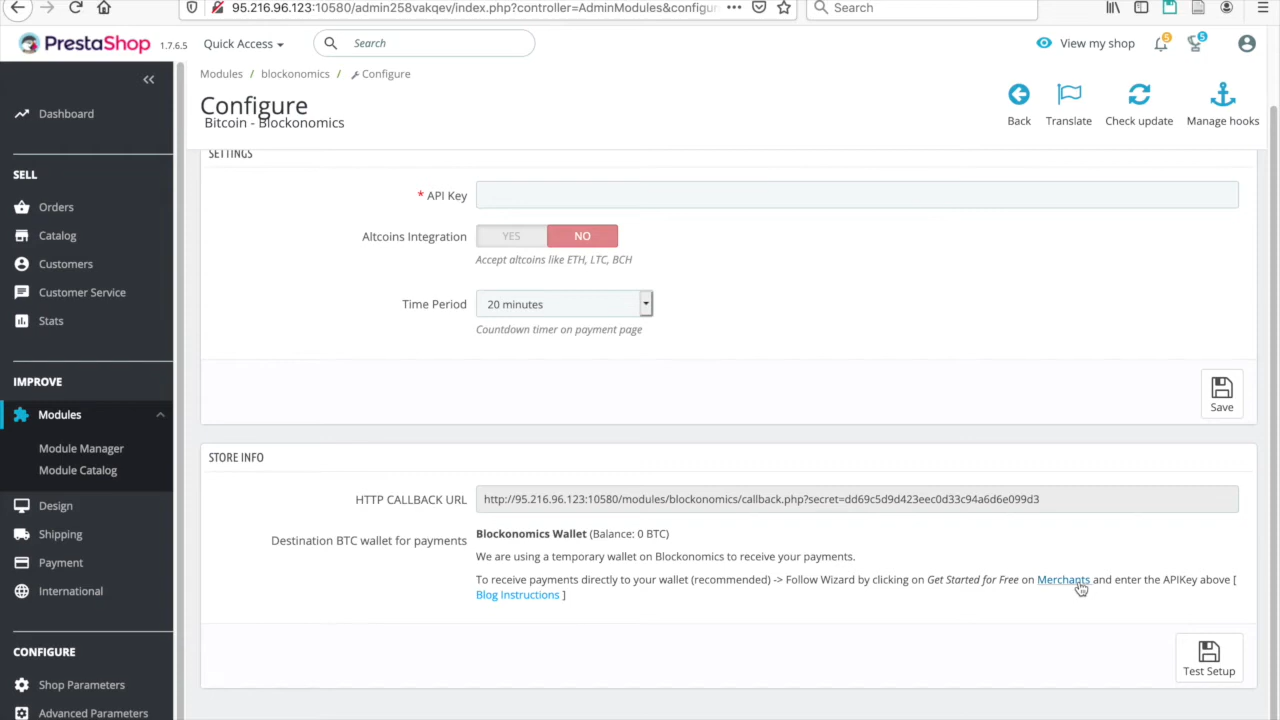 95.216.96.123:10580/admin258vakqev/index.php?controller=AdminModules&configur
Search
PrestaShop 1.7.6.5
Quick Access
Search
View my shop
5
5
Modules / blockonomics / Configure
Configure
Bitcoin - Blockonomics
Back
Translate
Check update
Manage hooks
Dashboard
SELL
Orders
Catalog
Customers
Customer Service
Stats
IMPROVE
Modules
Module Manager
Module Catalog
Design
Shipping
Payment
International
CONFIGURE
Shop Parameters
Advanced Parameters
SETTINGS
* API Key
Altcoins Integration YES NO
Accept altcoins like ETH, LTC, BCH
Time Period 20 minutes
Countdown timer on payment page
Save
STORE INFO
HTTP CALLBACK URL http://95.216.96.123:10580/modules/blockonomics/callback.php?secret=dd69c5d9d423eec0d33c94a6d6e099d3
Destination BTC wallet for payments Blockonomics Wallet (Balance: 0 BTC)
We are using a temporary wallet on Blockonomics to receive your payments.
To receive payments directly to your wallet (recommended) -> Follow Wizard by clicking on Get Started for Free on Merchants and enter the APIKey above [
Blog Instructions ]
Test Setup